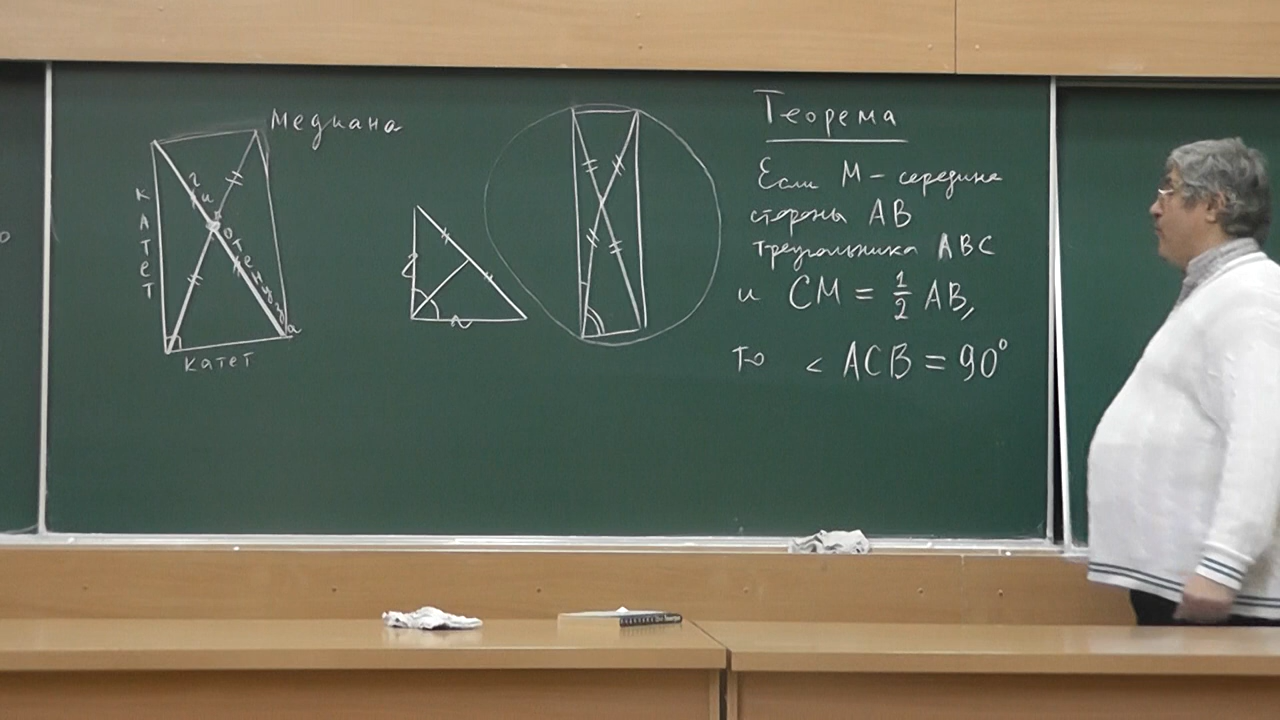 Медиана
катет
гипотенуза
катет
Теорема
Если M – середина
стороны AB
треугольника ABC
и CM = 1/2 AB,
то < ACB = 90°